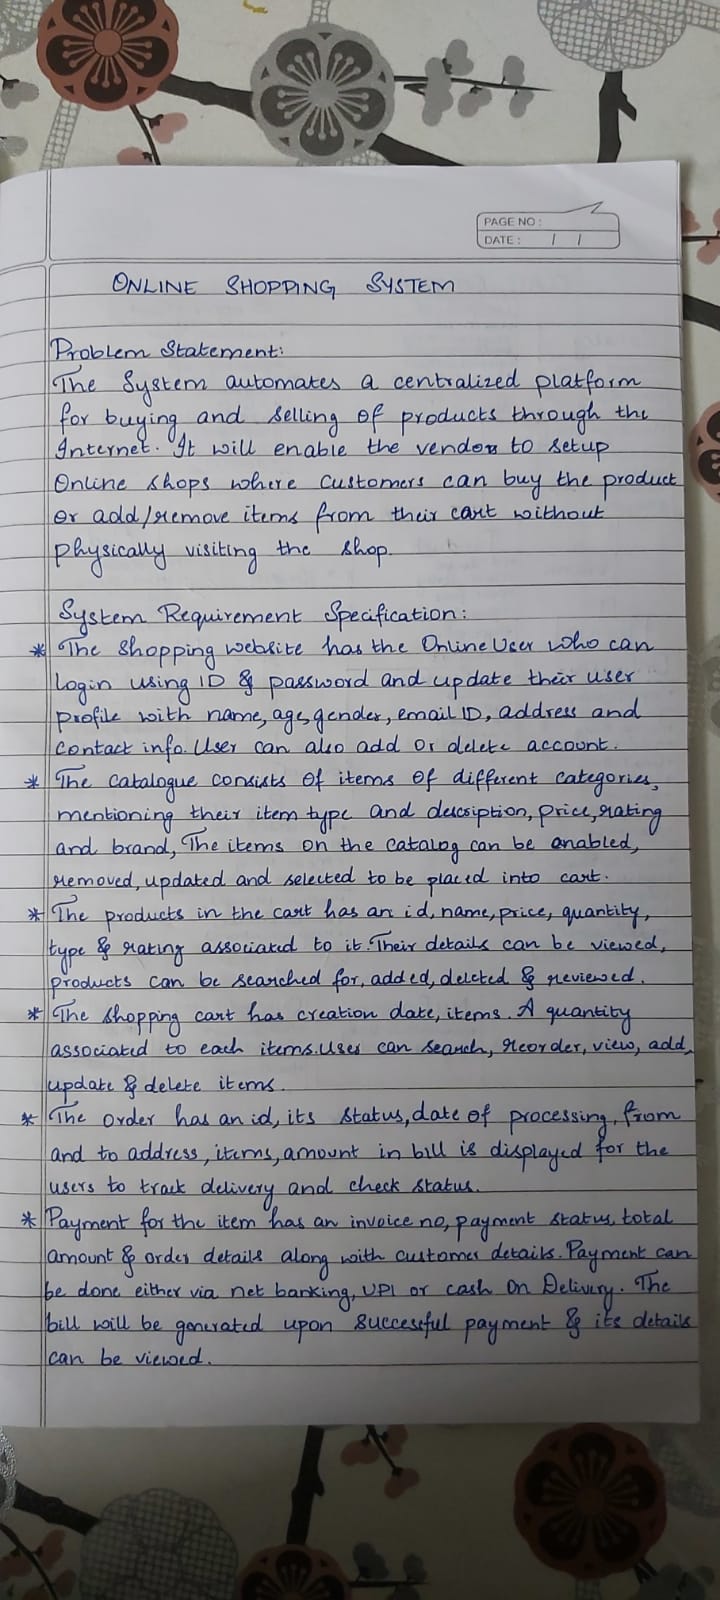 PAGE NO :
DATE : / /
ONLINE SHOPPING SYSTEM
Problem Statement:
The System automates a centralized platform
for buying and selling of products through the
Internet. It will enable the vendors to setup
Online shops where customers can buy the product
or add/remove items from their cart without
physically visiting the shop.
System Requirement Specification:
* The shopping website has the Online User who can
login using ID & password and update their user
profile with name, age, gender, email ID, address and
contact info. User can also add or delete account.
* The catalogue consists of items of different categories,
mentioning their item type and description, price, rating
and brand, The items on the catalog can be enabled,
removed, updated and selected to be placed into cart.
* The products in the cart has an id, name, price, quantity,
type & rating associated to it. Their details can be viewed,
products can be searched for, added, deleted & reviewed.
* The shopping cart has creation date, items. A quantity
associated to each items. User can search, reorder, view, add,
update & delete items.
* The order has an id, its status, date of processing, from
and to address, items, amount in bill is displayed for the
users to track delivery and check status.
* Payment for the item has an invoice no, payment status, total
amount & order details along with customer details. Payment can
be done either via net banking, UPI or cash On Delivery. The
bill will be generated upon successful payment & its details
can be viewed.